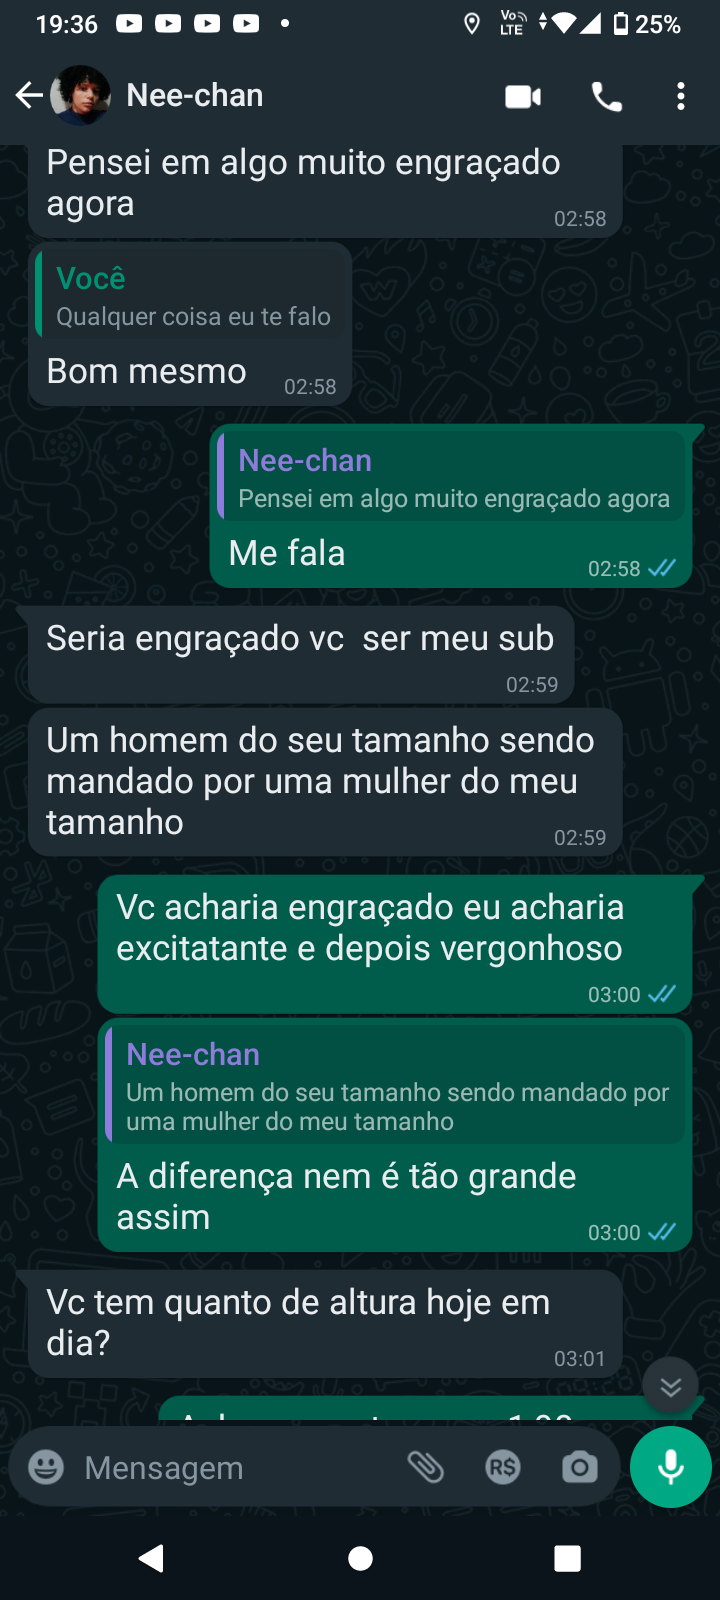 19:36
Vo LTE
25%
Nee-chan
Pensei em algo muito engraçado
agora
02:58
Você
Qualquer coisa eu te falo
Bom mesmo
02:58
Nee-chan
Pensei em algo muito engraçado agora
Me fala
02:58
Seria engraçado vc  ser meu sub
02:59
Um homem do seu tamanho sendo
mandado por uma mulher do meu
tamanho
02:59
Vc acharia engraçado eu acharia
excitatante e depois vergonhoso
03:00
Nee-chan
Um homem do seu tamanho sendo mandado por
uma mulher do meu tamanho
A diferença nem é tão grande
assim
03:00
Vc tem quanto de altura hoje em
dia?
03:01
Mensagem
R$